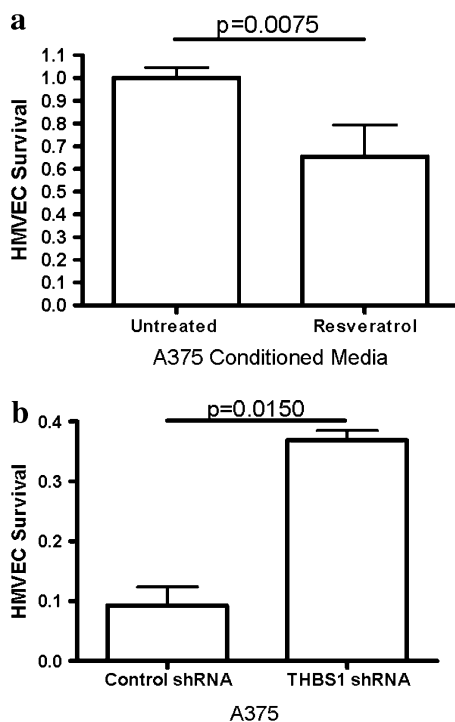 a
p=0.0075
1.1
1.0
0.9
0.8
0.7
0.6
0.5
0.4
0.3
0.2
0.1
0.0
HMVEC Survival
Untreated Resveratrol
A375 Conditioned Media
b
p=0.0150
0.4
0.3
0.2
0.1
0.0
HMVEC Survival
Control shRNA THBS1 shRNA
A375